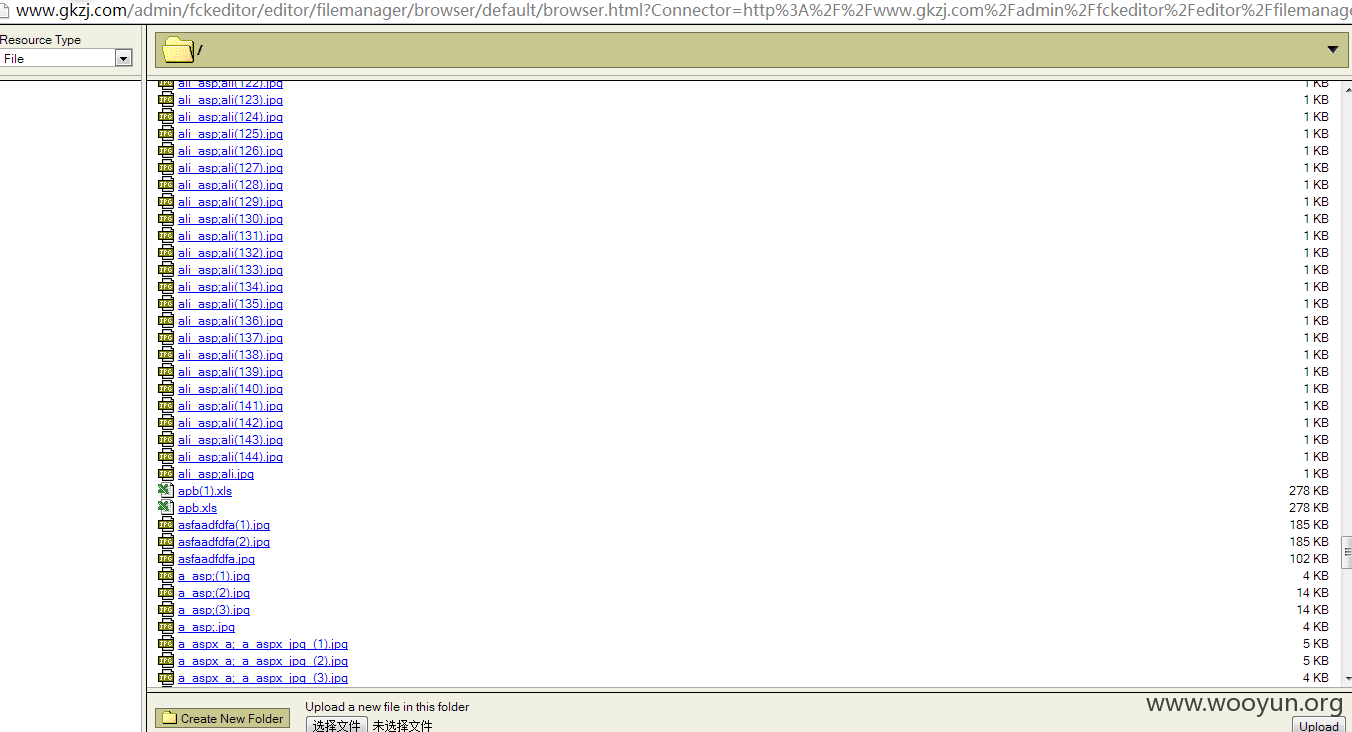 www.gkzj.com/admin/fckeditor/editor/filemanager/browser/default/browser.html?Connector=http%3A%2F%2Fwww.gkzj.com%2Fadmin%2Ffckeditor%2Feditor%2Ffilemanage
Resource Type
File
/
ali_asp;ali(122).jpg 1 KB
ali_asp;ali(123).jpg 1 KB
ali_asp;ali(124).jpg 1 KB
ali_asp;ali(125).jpg 1 KB
ali_asp;ali(126).jpg 1 KB
ali_asp;ali(127).jpg 1 KB
ali_asp;ali(128).jpg 1 KB
ali_asp;ali(129).jpg 1 KB
ali_asp;ali(130).jpg 1 KB
ali_asp;ali(131).jpg 1 KB
ali_asp;ali(132).jpg 1 KB
ali_asp;ali(133).jpg 1 KB
ali_asp;ali(134).jpg 1 KB
ali_asp;ali(135).jpg 1 KB
ali_asp;ali(136).jpg 1 KB
ali_asp;ali(137).jpg 1 KB
ali_asp;ali(138).jpg 1 KB
ali_asp;ali(139).jpg 1 KB
ali_asp;ali(140).jpg 1 KB
ali_asp;ali(141).jpg 1 KB
ali_asp;ali(142).jpg 1 KB
ali_asp;ali(143).jpg 1 KB
ali_asp;ali(144).jpg 1 KB
ali_asp;ali.jpg 1 KB
apb(1).xls 278 KB
apb.xls 278 KB
asfaadfdfa(1).jpg 185 KB
asfaadfdfa(2).jpg 185 KB
asfaadfdfa.jpg 102 KB
a_asp;(1).jpg 4 KB
a_asp;(2).jpg 14 KB
a_asp;(3).jpg 14 KB
a_asp;.jpg 4 KB
a_aspx_a;_a_aspx_jpg_(1).jpg 5 KB
a_aspx_a;_a_aspx_jpg_(2).jpg 5 KB
a_aspx_a;_a_aspx_jpg_(3).jpg 4 KB
www.wooyun.org
Create New Folder
Upload a new file in this folder
选择文件 未选择文件
Upload